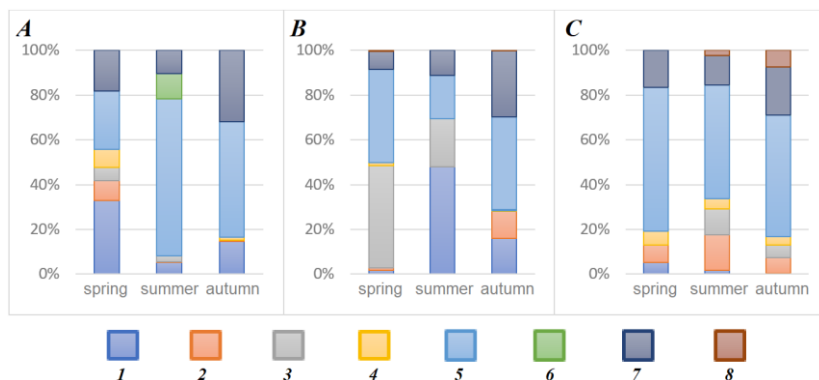 A B C
100% 100% 100%
80% 80% 80%
60% 60% 60%
40% 40% 40%
20% 20% 20%
0% 0% 0%
spring summer autumn spring summer autumn spring summer autumn
1 2 3 4 5 6 7 8